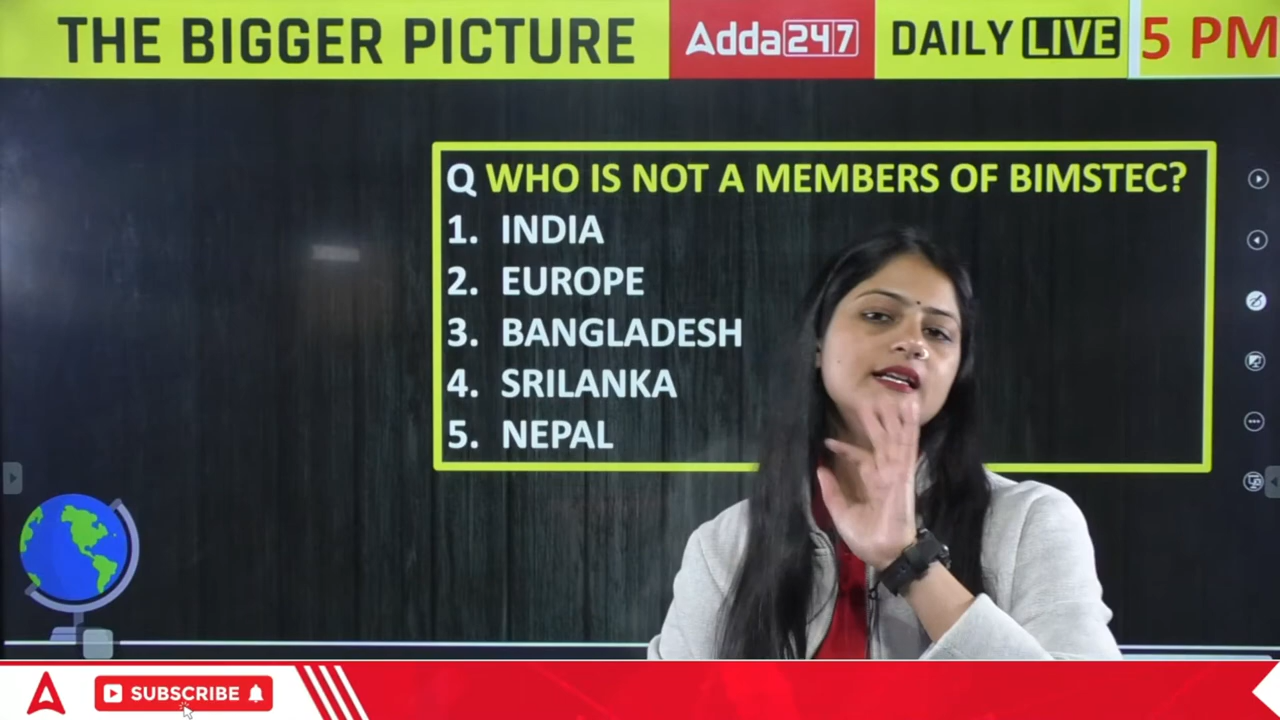 THE BIGGER PICTURE Adda247 DAILY LIVE 5 PM
Q WHO IS NOT A MEMBERS OF BIMSTEC?
1. INDIA
2. EUROPE
3. BANGLADESH
4. SRILANKA
5. NEPAL
SUBSCRIBE